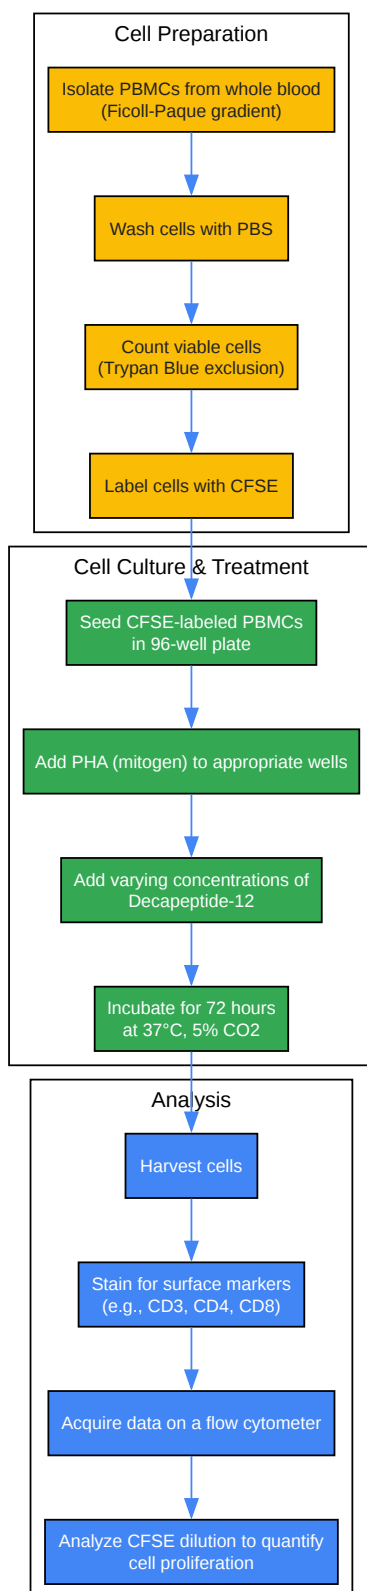 Cell Preparation
Isolate PBMCs from whole blood
(Ficoll-Paque gradient)
Wash cells with PBS
Count viable cells
(Trypan Blue exclusion)
Label cells with CFSE
Cell Culture & Treatment
Seed CFSE-labeled PBMCs
in 96-well plate
Add PHA (mitogen) to appropriate wells
Add varying concentrations of
Decapeptide-12
Incubate for 72 hours
at 37°C, 5% CO2
Analysis
Harvest cells
Stain for surface markers
(e.g., CD3, CD4, CD8)
Acquire data on a flow cytometer
Analyze CFSE dilution to quantify
cell proliferation